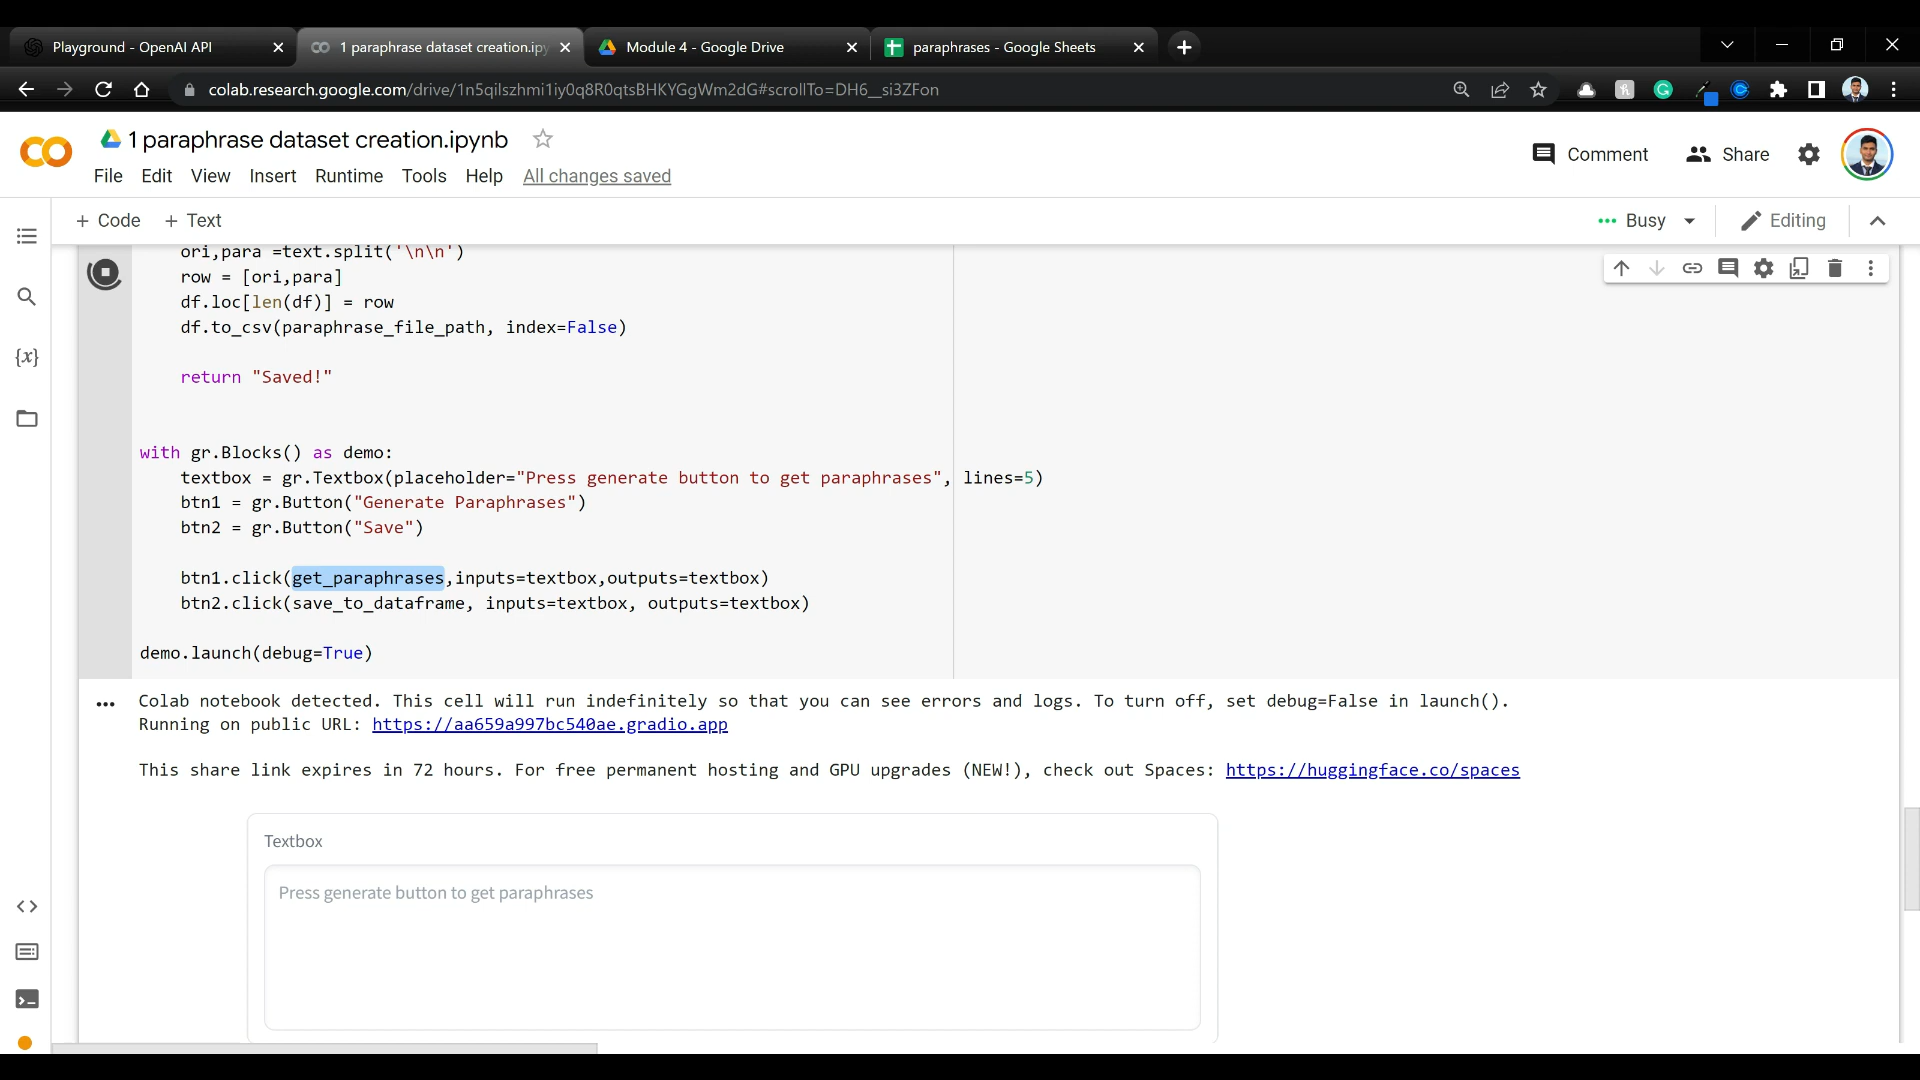 Playground - OpenAI API
1 paraphrase dataset creation.ipy
Module 4 - Google Drive
paraphrases - Google Sheets
colab.research.google.com/drive/1n5qilszhmi1iy0q8R0qtsBHKYGgWm2dG#scrollTo=DH6__si3ZFon
1 paraphrase dataset creation.ipynb
Comment
Share
File Edit View Insert Runtime Tools Help All changes saved
+ Code + Text
Busy
Editing
ori,para =text.split('\n\n')
row = [ori,para]
df.loc[len(df)] = row
df.to_csv(paraphrase_file_path, index=False)
return "Saved!"
with gr.Blocks() as demo:
textbox = gr.Textbox(placeholder="Press generate button to get paraphrases", lines=5)
btn1 = gr.Button("Generate Paraphrases")
btn2 = gr.Button("Save")
btn1.click(get_paraphrases,inputs=textbox,outputs=textbox)
btn2.click(save_to_dataframe, inputs=textbox, outputs=textbox)
demo.launch(debug=True)
Colab notebook detected. This cell will run indefinitely so that you can see errors and logs. To turn off, set debug=False in launch().
Running on public URL: https://aa659a997bc540ae.gradio.app
This share link expires in 72 hours. For free permanent hosting and GPU upgrades (NEW!), check out Spaces: https://huggingface.co/spaces
Textbox
Press generate button to get paraphrases